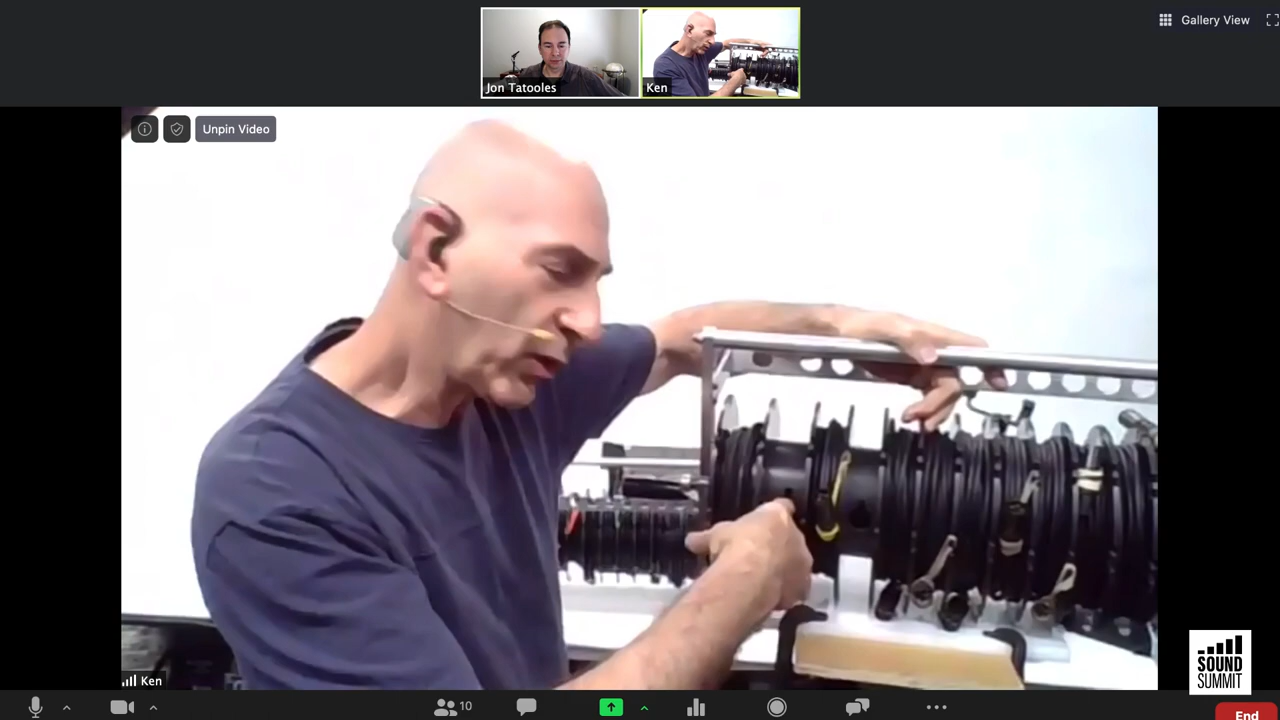 Gallery View
Jon Tatooles
Ken
Unpin Video
Ken
SOUND
SUMMIT
10
End